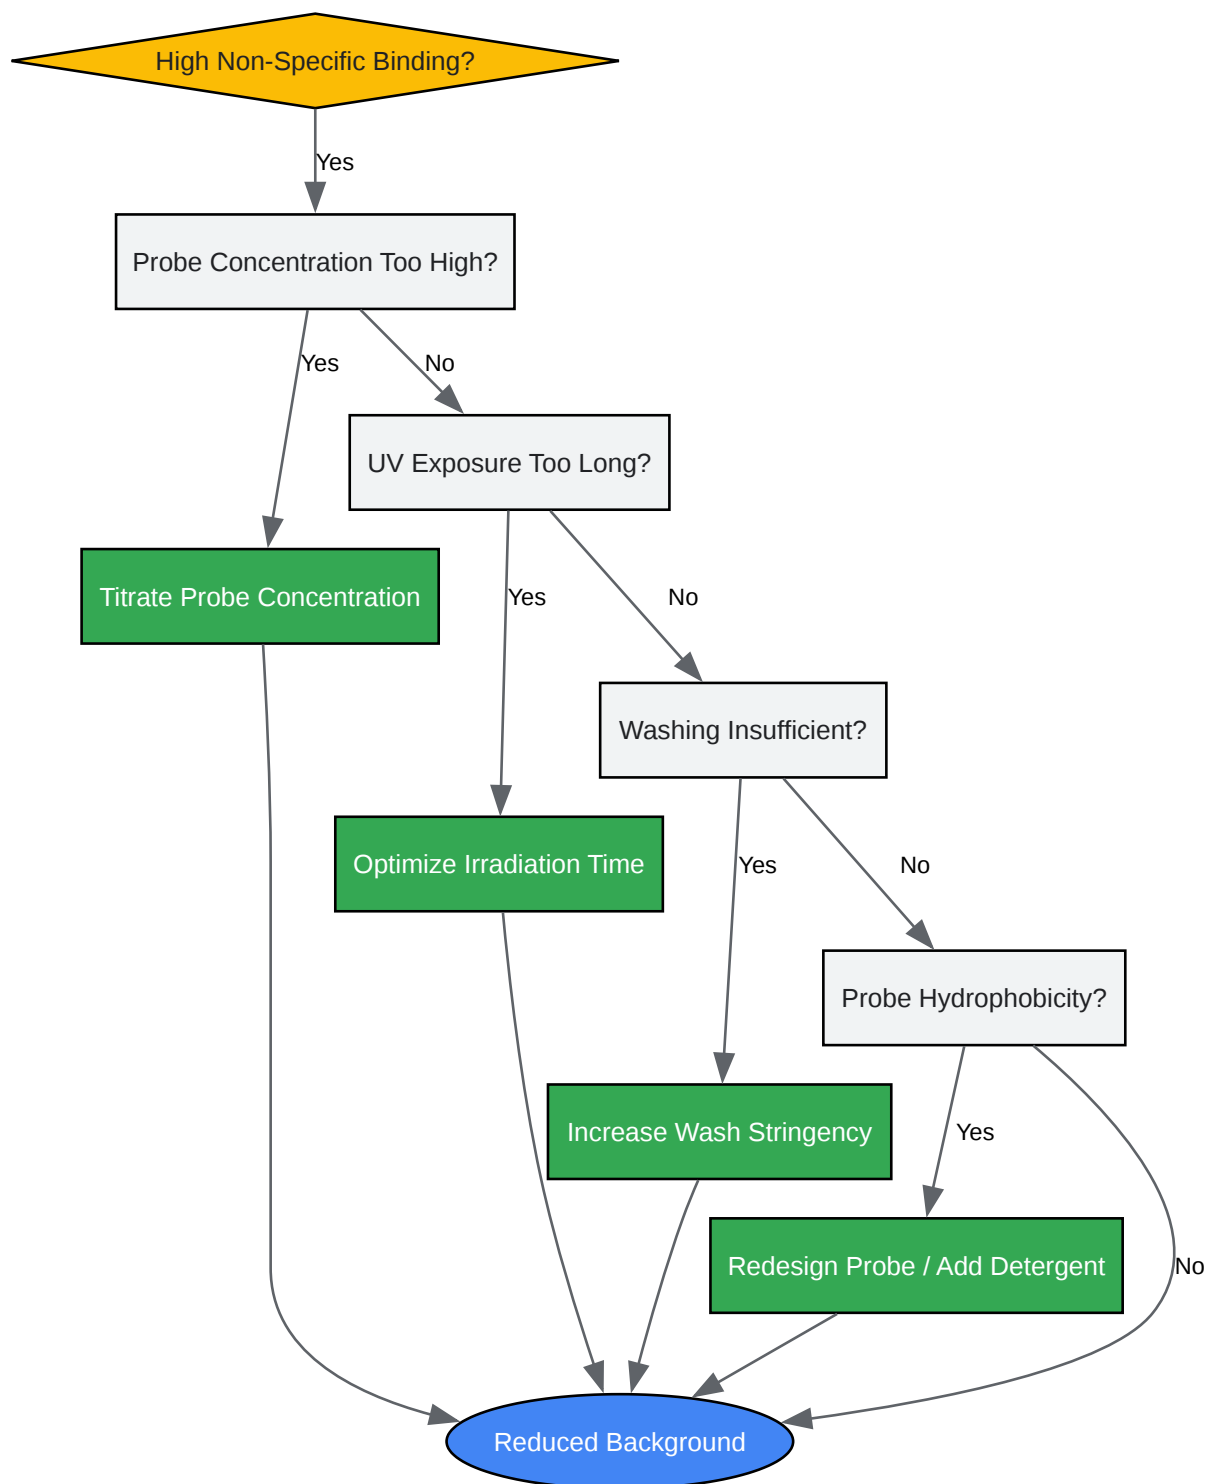 High Non-Specific Binding?
Yes
Probe Concentration Too High?
Yes
No
UV Exposure Too Long?
Titrate Probe Concentration
Yes
No
Washing Insufficient?
Optimize Irradiation Time
Yes
No
Probe Hydrophobicity?
Increase Wash Stringency
Yes
Redesign Probe / Add Detergent
No
Reduced Background